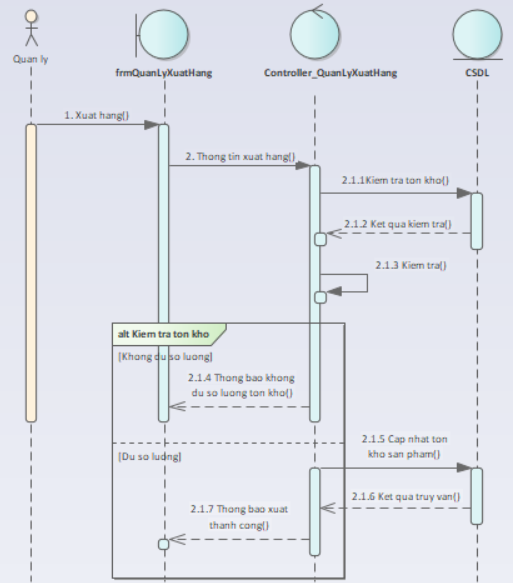 Quan ly
frmQuanLyXuatHang
Controller_QuanLyXuatHang
CSDL
1. Xuat hang()
2. Thong tin xuat hang()
2.1.1Kiem tra ton kho()
2.1.2 Ket qua kiem tra()
2.1.3 Kiem tra()
alt Kiem tra ton kho
[Khong du so luong]
2.1.4 Thong bao khong
du so luong ton kho()
2.1.5 Cap nhat ton
kho san pham()
[Du so luong]
2.1.6 Ket qua truy van()
2.1.7 Thong bao xuat
thanh cong()